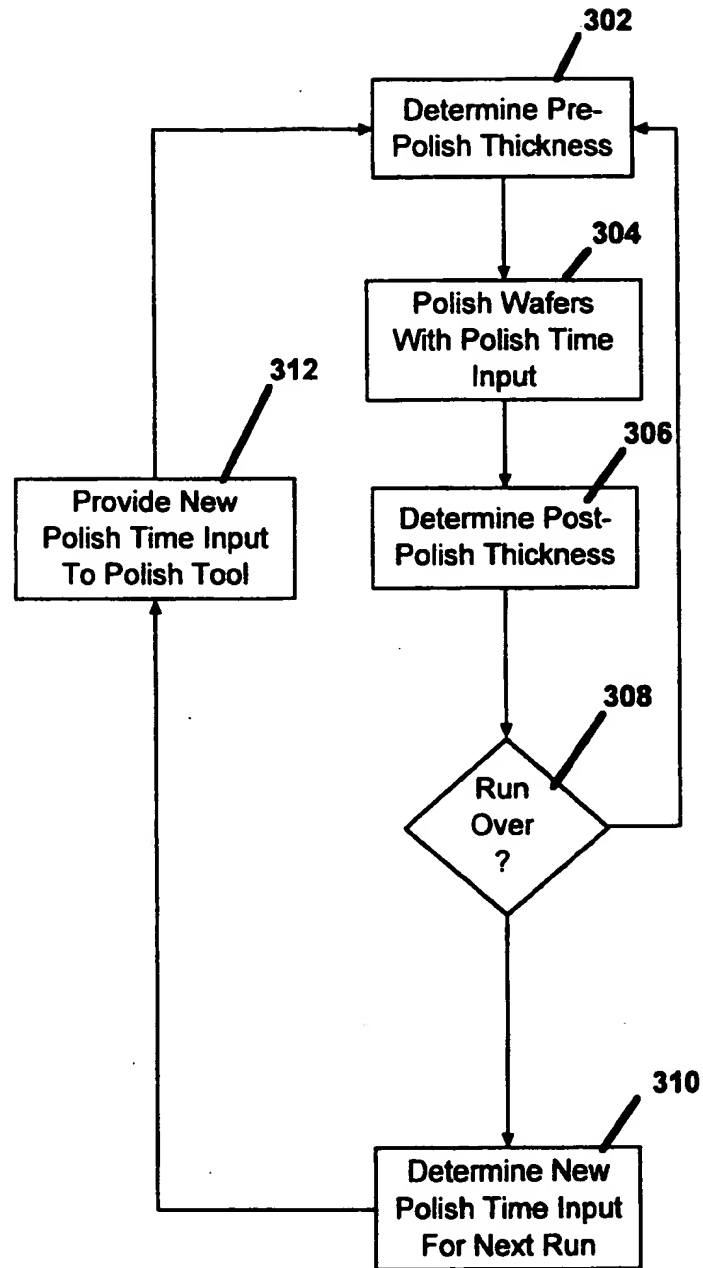 302
Determine Pre-
Polish Thickness
304
Polish Wafers
With Polish Time
Input
312
306
Provide New
Polish Time Input
To Polish Tool
Determine Post-
Polish Thickness
308
Run
Over
?
310
Determine New
Polish Time Input
For Next Run